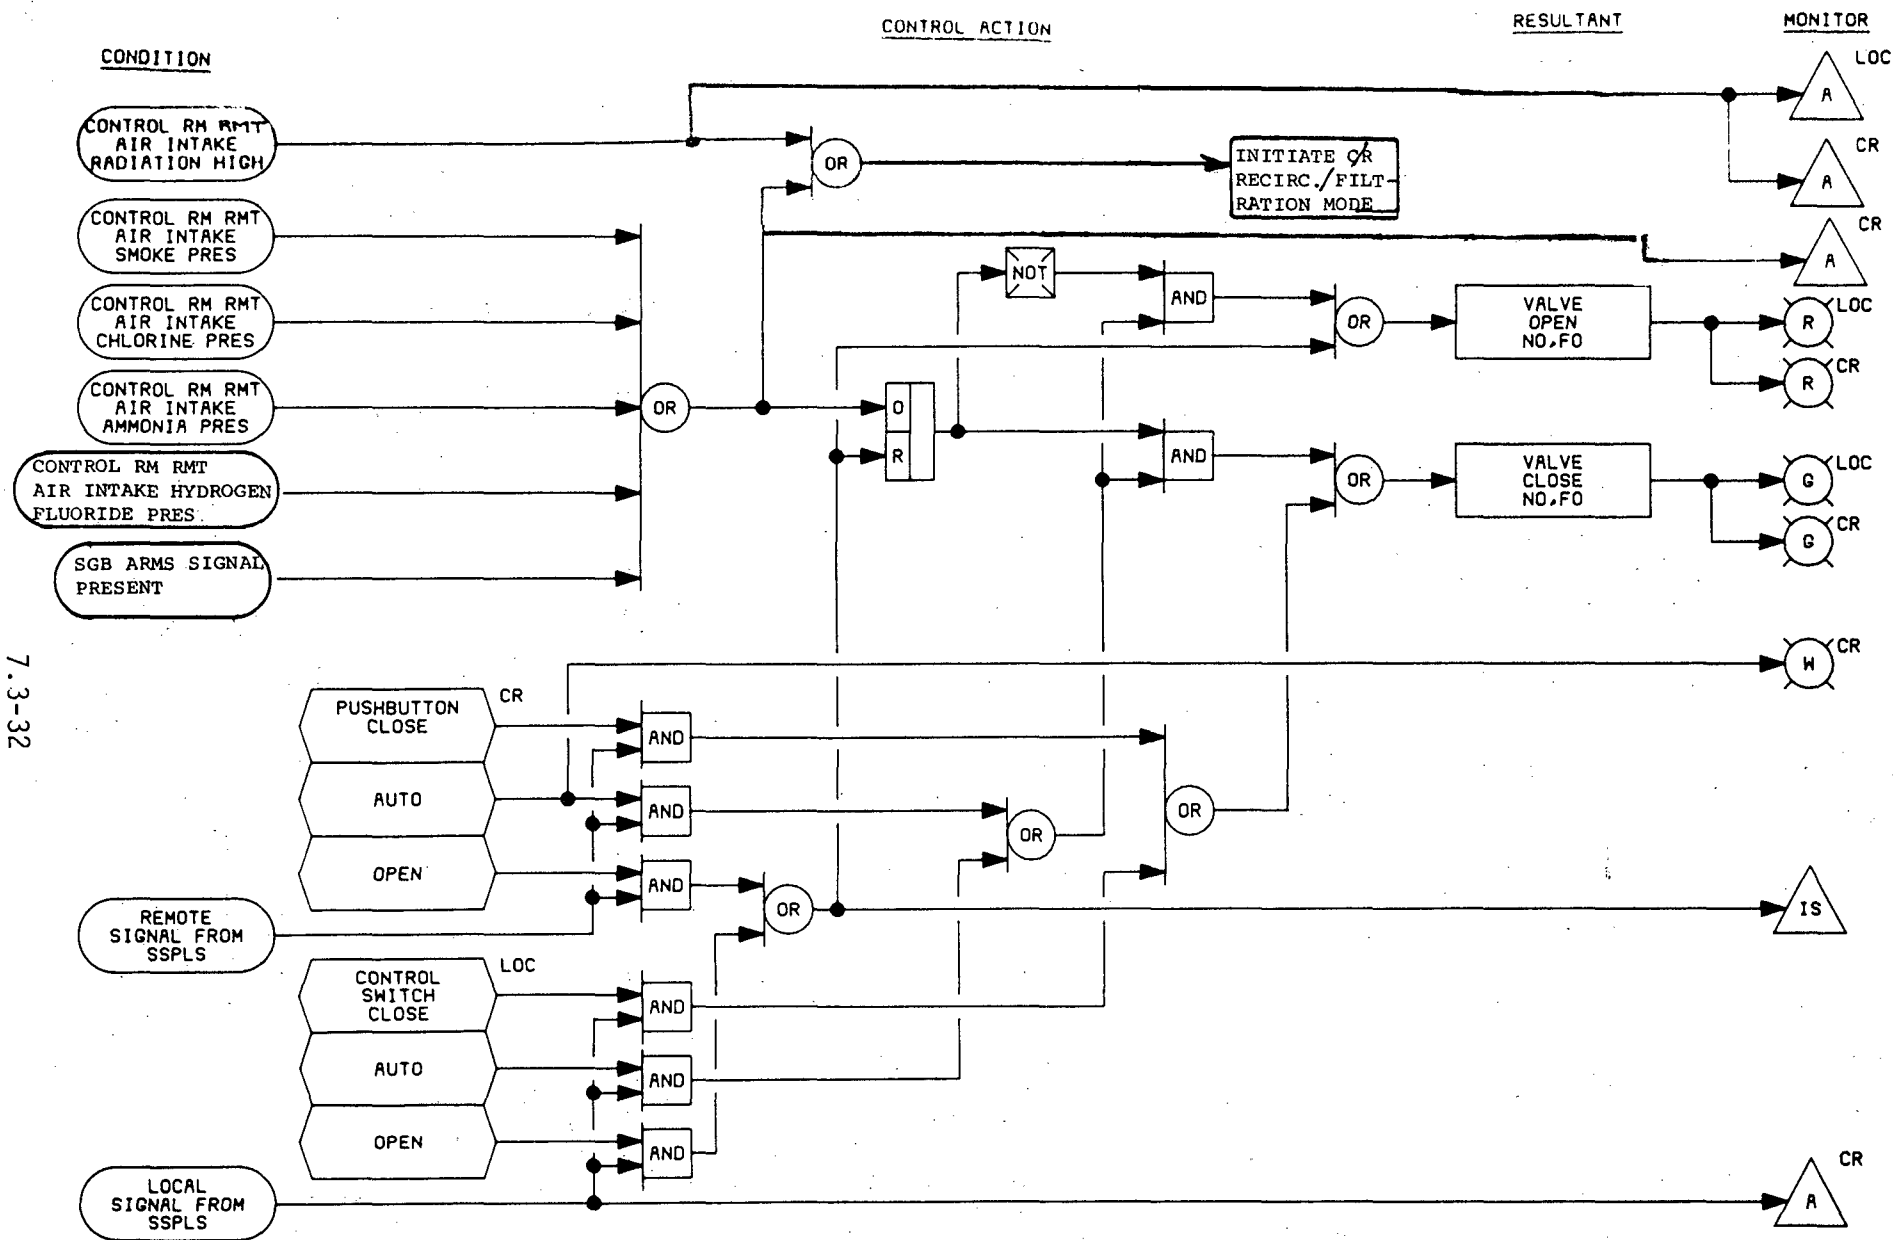 CONDITION
CONTROL ACTION
RESULTANT
MONITOR
CONTROL RM RMT
AIR INTAKE
RADIATION HIGH
OR
INITIATE C/R
RECIRC./FILT-
RATION MODE
A
LOC
A
CR
A
CR
CONTROL RM RMT
AIR INTAKE
SMOKE PRES
CONTROL RM RMT
AIR INTAKE
CHLORINE PRES
CONTROL RM RMT
AIR INTAKE
AMMONIA PRES
CONTROL RM RMT
AIR INTAKE HYDROGEN
FLUORIDE PRES.
SGB ARMS SIGNAL
PRESENT
OR
O
R
NOT
AND
OR
VALVE
OPEN
NO,FO
R
LOC
R
CR
AND
OR
VALVE
CLOSE
NO,FO
G
LOC
G
CR
W
CR
7.3-32
PUSHBUTTON
CLOSE
CR
AUTO
OPEN
AND
AND
AND
OR
OR
OR
REMOTE
SIGNAL FROM
SSPLS
IS
CONTROL
SWITCH
CLOSE
LOC
AUTO
OPEN
AND
AND
AND
LOCAL
SIGNAL FROM
SSPLS
A
CR